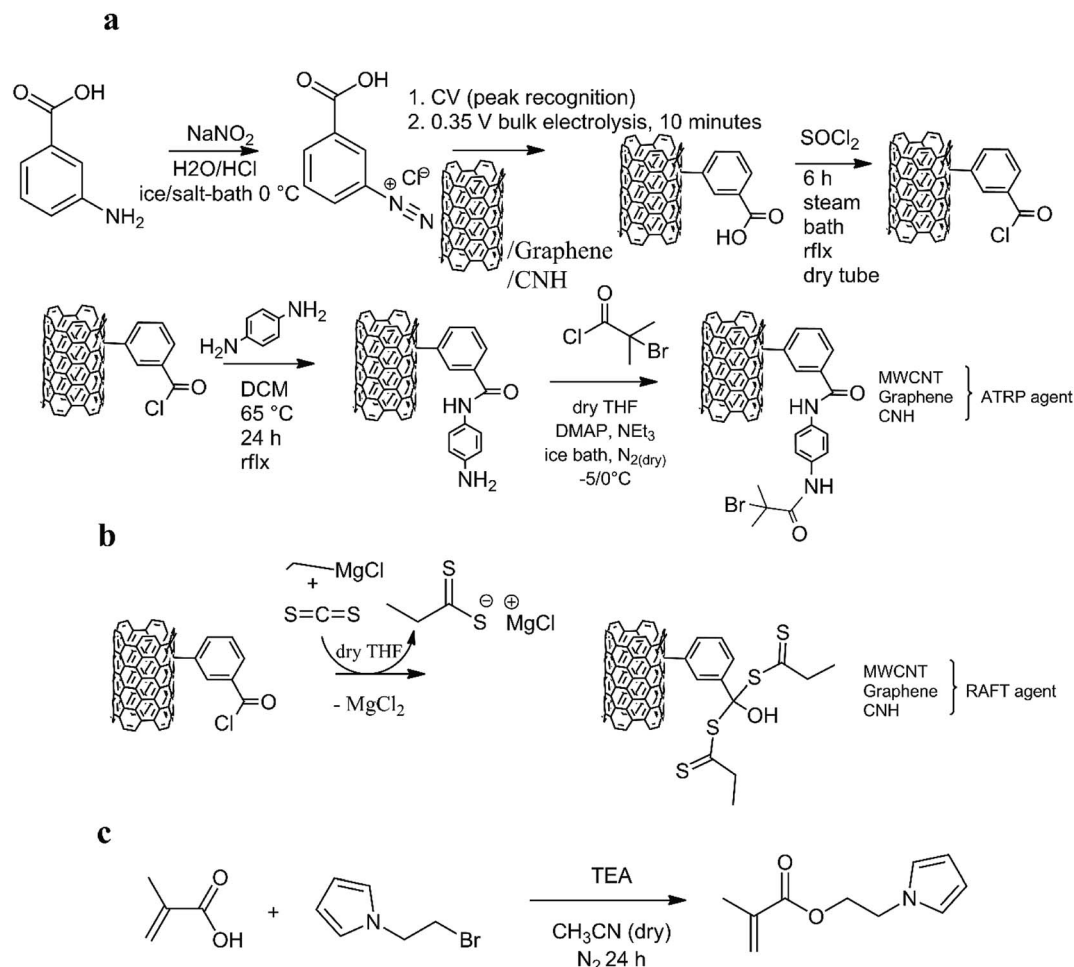 a
O
OH
NH2
NaNO2
H2O/HCl
ice/salt-bath 0 °C
O
OH
⊕ Cl⊖
N
N
/Graphene
/CNH
1. CV (peak recognition)
2. 0.35 V bulk electrolysis, 10 minutes
O
HO
SOCl2
6 h
steam
bath
rflx
dry tube
O
Cl
O
Cl
NH2
H2N
DCM
65 °C
24 h
rflx
O
HN
NH2
O
Cl
Br
dry THF
DMAP, NEt3
ice bath, N2(dry)
-5/0°C
O
HN
NH
Br
O
MWCNT
Graphene
CNH
ATRP agent
b
O
Cl
MgCl
+
S=C=S
dry THF
- MgCl2
S
S ⊖ ⊕
MgCl
S
S
OH
S
S
MWCNT
Graphene
CNH
RAFT agent
c
O
OH
+
N
Br
TEA
CH3CN (dry)
N2 24 h
O
O
N